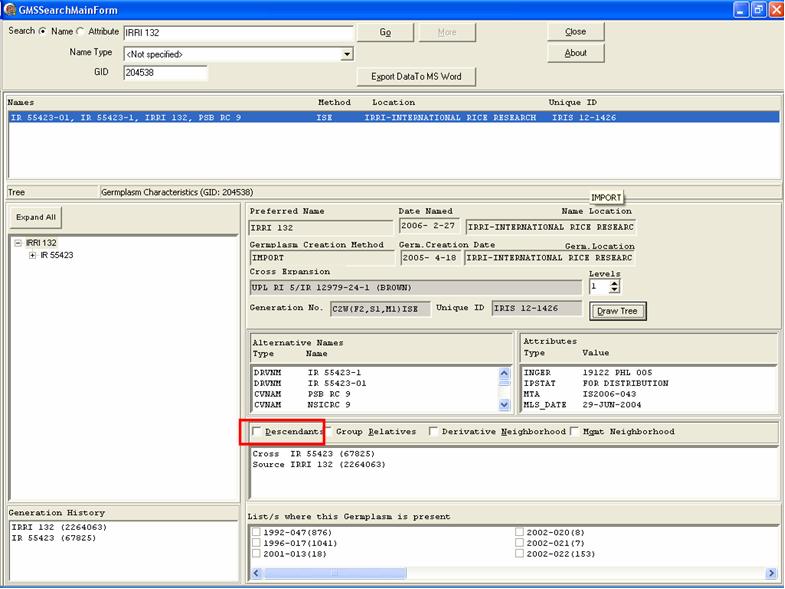 GMSSearchMainForm
Search Name Attribute IRRI 132 Go More Close
Name Type <Not specified> About
GID 204538 Export DataTo MS Word
Names Method Location Unique ID
IR 55423-01, IR 55423-1, IRRI 132, PSB RC 9 ISE IRRI-INTERNATIONAL RICE RESEARCH IRIS 12-1426
Tree Germplasm Characteristics (GID: 204538) IMPORT
Expand All
IRRI 132
IR 55423
Preferred Name Date Named Name Location
IRRI 132 2006- 2-27 IRRI-INTERNATIONAL RICE RESEARC
Germplasm Creation Method Germ.Creation Date Germ.Location
IMPORT 2005- 4-18 IRRI-INTERNATIONAL RICE RESEARC
Cross Expansion Levels
UPL RI 5/IR 12979-24-1 (BROWN) 1
Generation No. C2W(F2,S1,M1)ISE Unique ID IRIS 12-1426 Draw Tree
Alternative Names
Type Name
DRVNM IR 55423-1
DRVNM IR 55423-01
CVNAM PSB RC 9
CVNAM NSICRC 9
Attributes
Type Value
INGER 19122 PHL 005
IPSTAT FOR DISTRIBUTION
MTA IS2006-043
MLS_DATE 29-JUN-2004
Descendants Group Relatives Derivative Neighborhood Mgmt Neighborhood
Cross IR 55423 (67825)
Source IRRI 132 (2264063)
Generation History
IRRI 132 (2264063)
IR 55423 (67825)
List/s where this Germplasm is present
1992-047(876) 2002-020(8)
1996-017(1041) 2002-021(7)
2001-013(18) 2002-022(153)